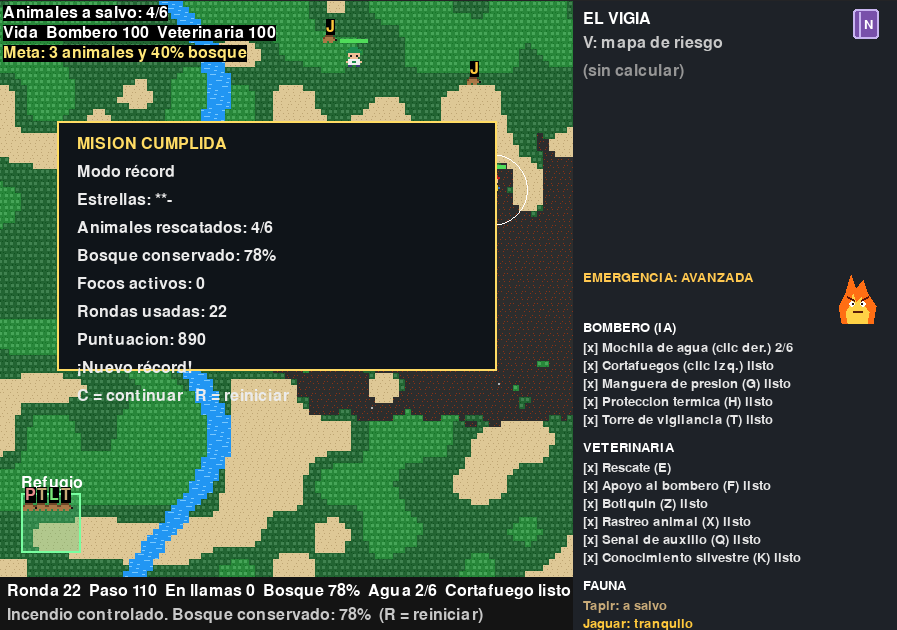 Animales a salvo: 4/6
Vida Bombero 100 Veterinaria 100
Meta: 3 animales y 40% bosque
J
J
MISION CUMPLIDA
Modo récord
Estrellas: **-
Animales rescatados: 4/6
Bosque conservado: 78%
Focos activos: 0
Rondas usadas: 22
Puntuacion: 890
¡Nuevo récord!
C = continuar R = reiniciar
Refugio
P T L T
Ronda 22 Paso 110 En llamas 0 Bosque 78% Agua 2/6 Cortafuego listo
Incendio controlado. Bosque conservado: 78% (R = reiniciar)
EL VIGIA
N
V: mapa de riesgo
(sin calcular)
EMERGENCIA: AVANZADA
BOMBERO (IA)
[x] Mochila de agua (clic der.) 2/6
[x] Cortafuegos (clic izq.) listo
[x] Manguera de presion (G) listo
[x] Proteccion termica (H) listo
[x] Torre de vigilancia (T) listo
VETERINARIA
[x] Rescate (E)
[x] Apoyo al bombero (F) listo
[x] Botiquin (Z) listo
[x] Rastreo animal (X) listo
[x] Senal de auxilio (Q) listo
[x] Conocimiento silvestre (K) listo
FAUNA
Tapir: a salvo
Jaguar: tranquilo